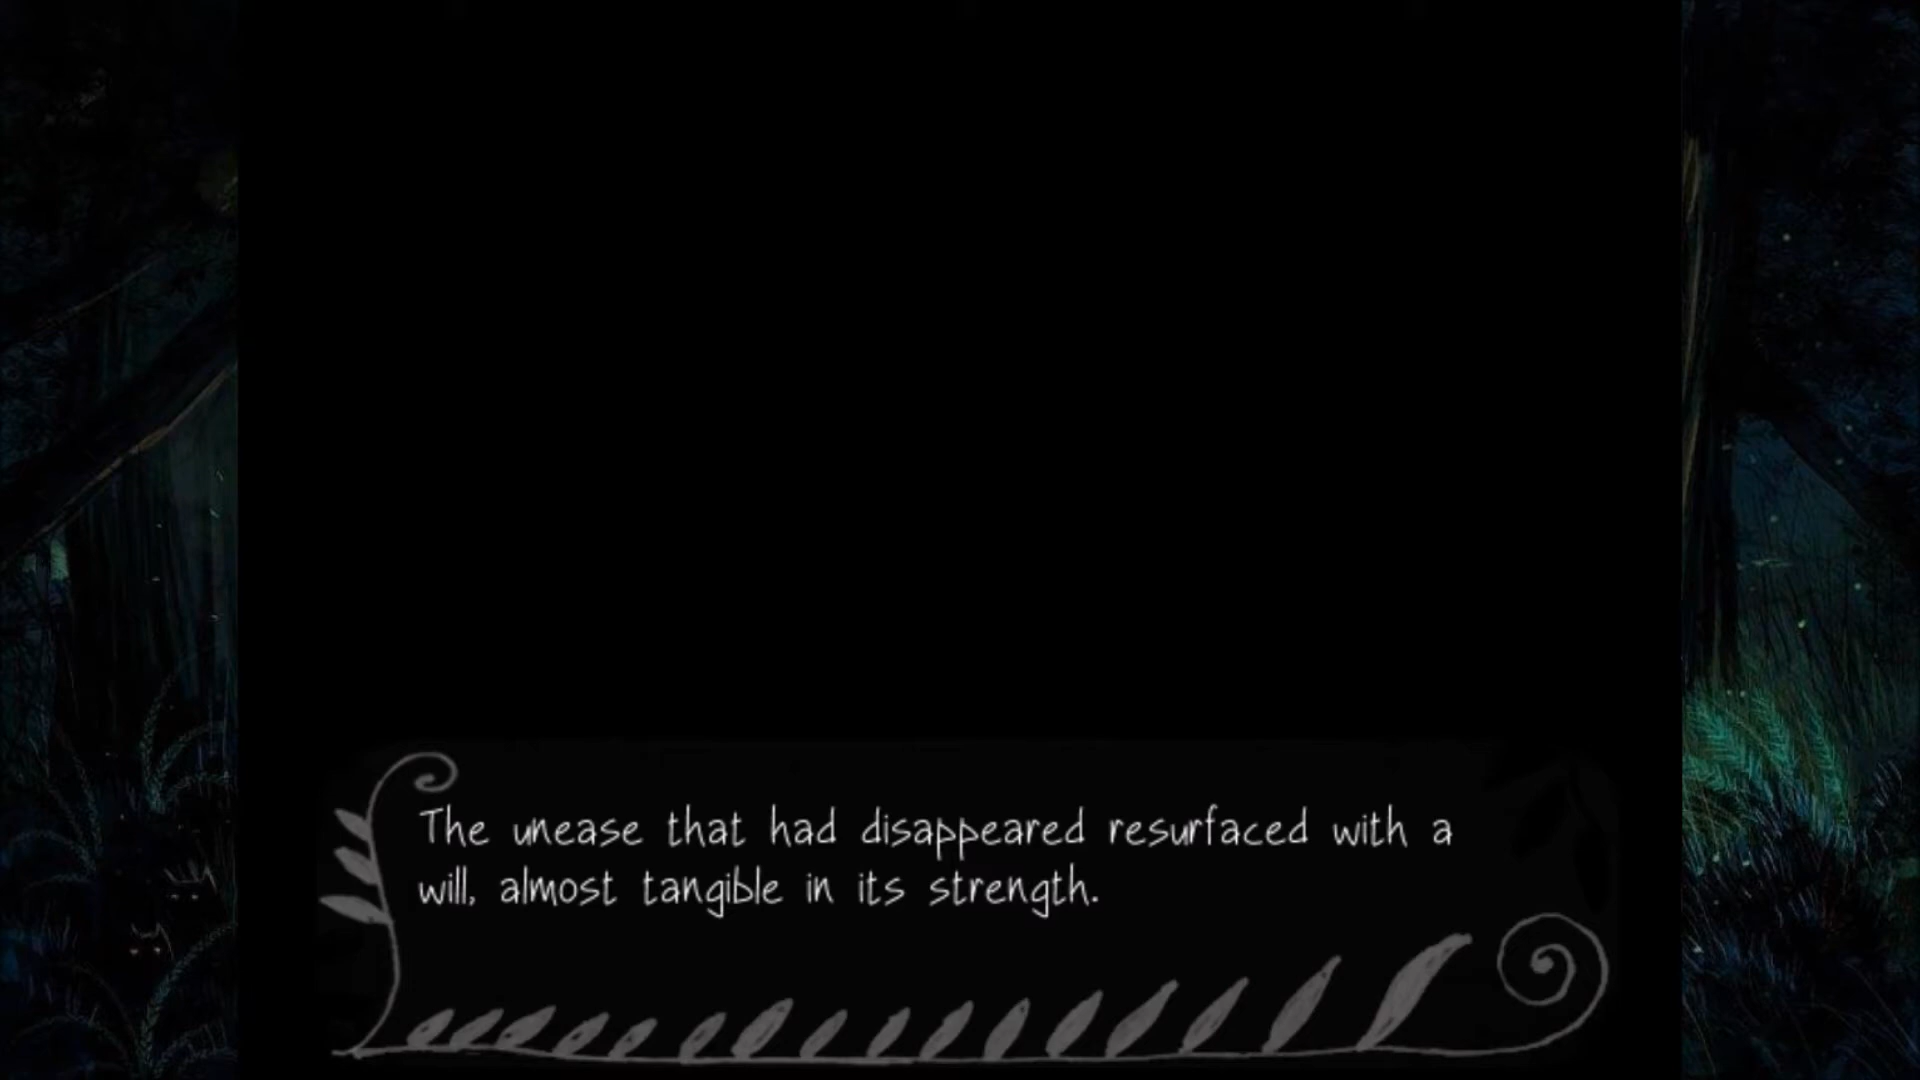 The unease that had disappeared resurfaced with a
will, almost tangible in its strength.